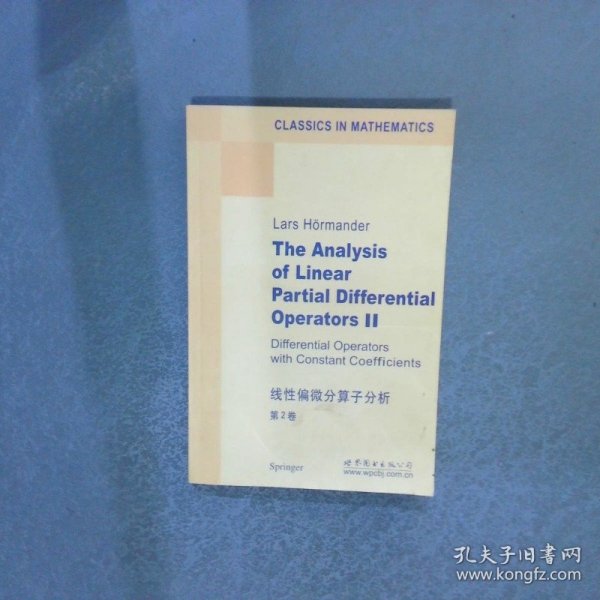 CLASSICS IN MATHEMATICS
Lars Hörmander
The Analysis
of Linear
Partial Differential
Operators II
Differential Operators
with Constant Coefficients
线性偏微分算子分析
第2卷
Springer
世界图书出版公司
www.wpcbj.com.cn
孔夫子旧书网
www.kongfz.com